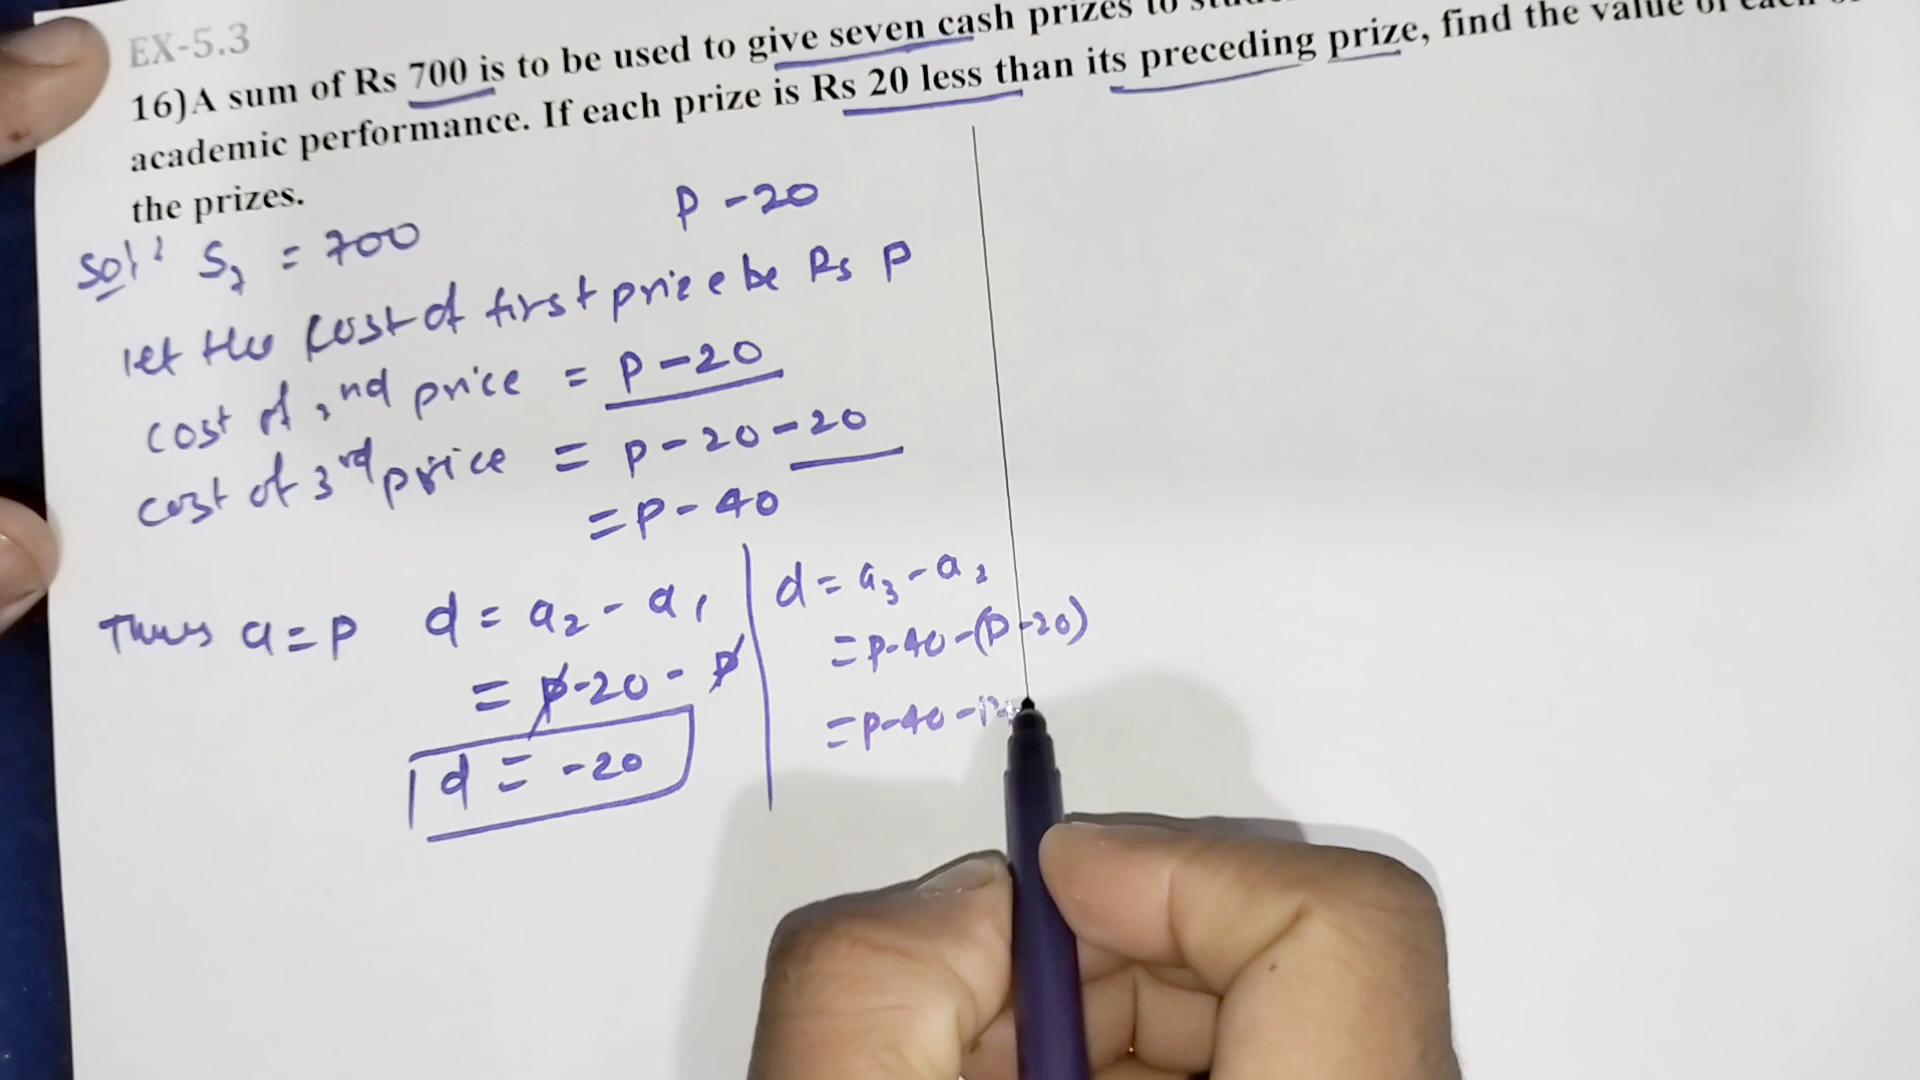 EX-5.3
16)A sum of Rs 700 is to be used to give seven cash prizes to
academic performance. If each prize is Rs 20 less than its preceding prize, find the value of each
the prizes.
P - 20
Sol: S₇ = 700
let the cost of first prize be Rs P
cost of 2nd price = P - 20
cost of 3rd price = P - 20 - 20
= P - 40
Thus a = P d = a₂ - a₁ d = a₃ - a₂
= P - 20 - P = P - 40 - (P - 20)
d = -20 = P - 40 - P